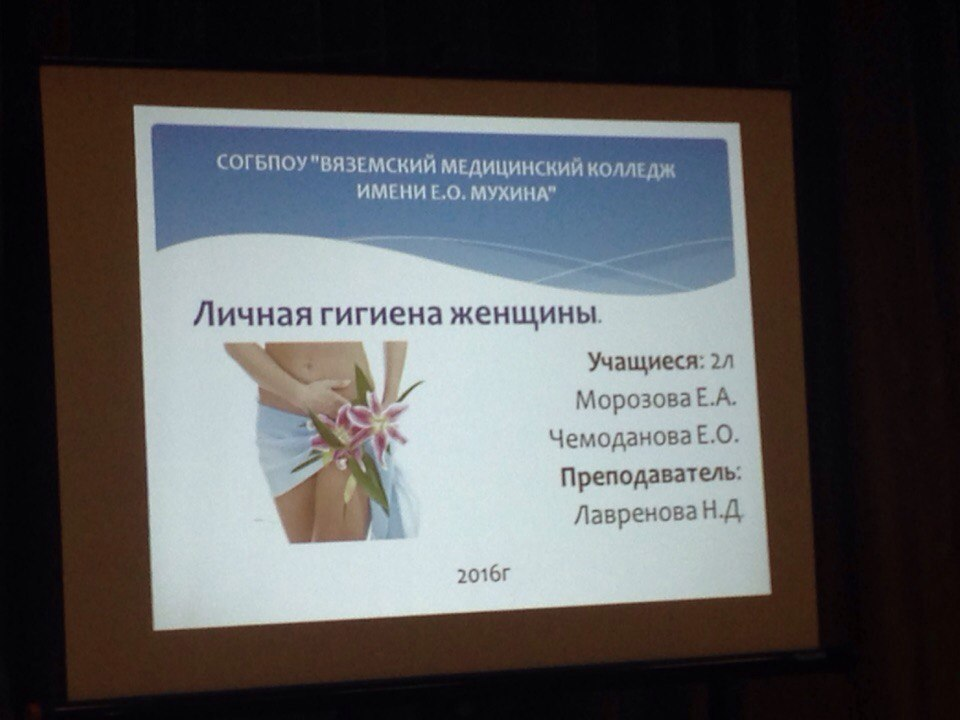 СОГБПОУ "ВЯЗЕМСКИЙ МЕДИЦИНСКИЙ КОЛЛЕДЖ
ИМЕНИ Е.О. МУХИНА"
Личная гигиена женщины.
Учащиеся: 2л
Морозова Е.А.
Чемоданова Е.О.
Преподаватель:
Лавренова Н.Д.
2016г